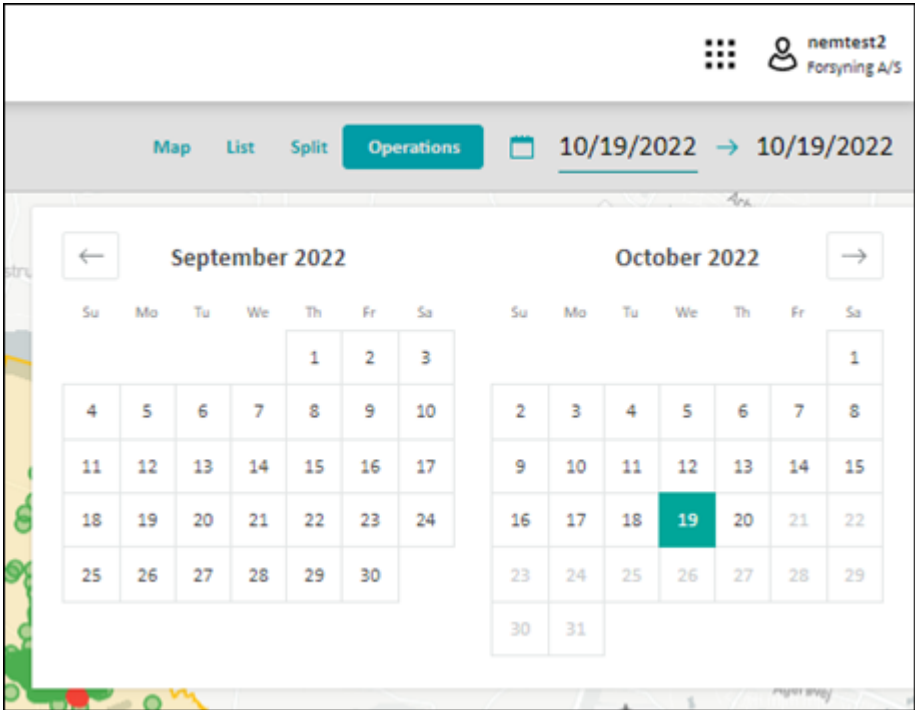 nemtest2
Forsyning A/S
Map List Split Operations 10/19/2022 → 10/19/2022
← September 2022 October 2022 →
Su Mo Tu We Th Fr Sa Su Mo Tu We Th Fr Sa
1 2 3 1
4 5 6 7 8 9 10 2 3 4 5 6 7 8
11 12 13 14 15 16 17 9 10 11 12 13 14 15
18 19 20 21 22 23 24 16 17 18 19 20 21 22
25 26 27 28 29 30 23 24 25 26 27 28 29
30 31